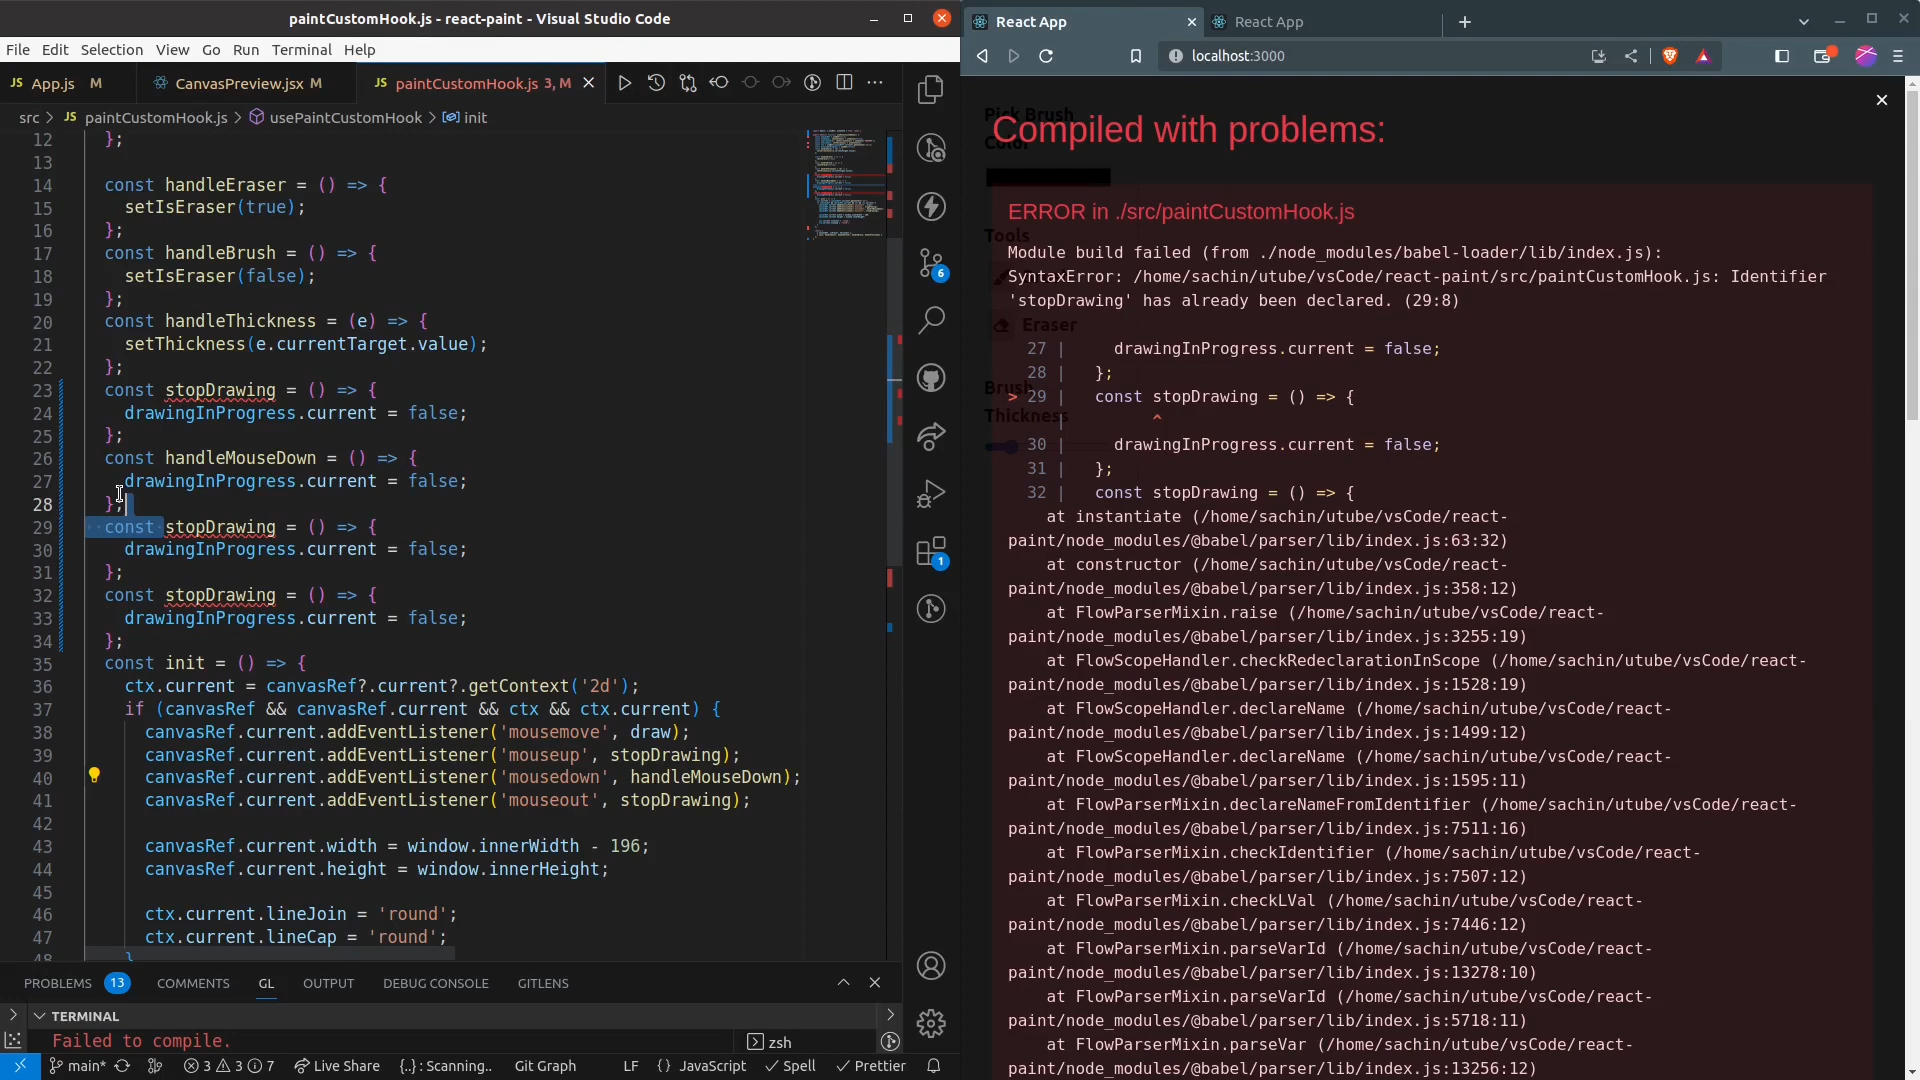 paintCustomHook.js - react-paint - Visual Studio Code
File Edit Selection View Go Run Terminal Help
JS App.js M
CanvasPreview.jsx M
JS paintCustomHook.js 3, M
src > JS paintCustomHook.js > usePaintCustomHook > init
12 };
13
14 const handleEraser = () => {
15 setIsEraser(true);
16 };
17 const handleBrush = () => {
18 setIsEraser(false);
19 };
20 const handleThickness = (e) => {
21 setThickness(e.currentTarget.value);
22 };
23 const stopDrawing = () => {
24 drawingInProgress.current = false;
25 };
26 const handleMouseDown = () => {
27 drawingInProgress.current = false;
28 };
29 const stopDrawing = () => {
30 drawingInProgress.current = false;
31 };
32 const stopDrawing = () => {
33 drawingInProgress.current = false;
34 };
35 const init = () => {
36 ctx.current = canvasRef?.current?.getContext('2d');
37 if (canvasRef && canvasRef.current && ctx && ctx.current) {
38 canvasRef.current.addEventListener('mousemove', draw);
39 canvasRef.current.addEventListener('mouseup', stopDrawing);
40 canvasRef.current.addEventListener('mousedown', handleMouseDown);
41 canvasRef.current.addEventListener('mouseout', stopDrawing);
42
43 canvasRef.current.width = window.innerWidth - 196;
44 canvasRef.current.height = window.innerHeight;
45
46 ctx.current.lineJoin = 'round';
47 ctx.current.lineCap = 'round';
48 }
PROBLEMS 13 COMMENTS GL OUTPUT DEBUG CONSOLE GITLENS
TERMINAL
Failed to compile.
zsh
main* 3 3 7 Live Share {..}: Scanning.. Git Graph LF {} JavaScript Spell Prettier
6
1
React App
React App
localhost:3000
Pick Brush
Color
Tools
Eraser
Brush
Thickness
Compiled with problems:
ERROR in ./src/paintCustomHook.js
Module build failed (from ./node_modules/babel-loader/lib/index.js):
SyntaxError: /home/sachin/utube/vsCode/react-paint/src/paintCustomHook.js: Identifier
'stopDrawing' has already been declared. (29:8)
27 | drawingInProgress.current = false;
28 | };
> 29 | const stopDrawing = () => {
| ^
30 | drawingInProgress.current = false;
31 | };
32 | const stopDrawing = () => {
at instantiate (/home/sachin/utube/vsCode/react-
paint/node_modules/@babel/parser/lib/index.js:63:32)
at constructor (/home/sachin/utube/vsCode/react-
paint/node_modules/@babel/parser/lib/index.js:358:12)
at FlowParserMixin.raise (/home/sachin/utube/vsCode/react-
paint/node_modules/@babel/parser/lib/index.js:3255:19)
at FlowScopeHandler.checkRedeclarationInScope (/home/sachin/utube/vsCode/react-
paint/node_modules/@babel/parser/lib/index.js:1528:19)
at FlowScopeHandler.declareName (/home/sachin/utube/vsCode/react-
paint/node_modules/@babel/parser/lib/index.js:1499:12)
at FlowScopeHandler.declareName (/home/sachin/utube/vsCode/react-
paint/node_modules/@babel/parser/lib/index.js:1595:11)
at FlowParserMixin.declareNameFromIdentifier (/home/sachin/utube/vsCode/react-
paint/node_modules/@babel/parser/lib/index.js:7511:16)
at FlowParserMixin.checkIdentifier (/home/sachin/utube/vsCode/react-
paint/node_modules/@babel/parser/lib/index.js:7507:12)
at FlowParserMixin.checkLVal (/home/sachin/utube/vsCode/react-
paint/node_modules/@babel/parser/lib/index.js:7446:12)
at FlowParserMixin.parseVarId (/home/sachin/utube/vsCode/react-
paint/node_modules/@babel/parser/lib/index.js:13278:10)
at FlowParserMixin.parseVarId (/home/sachin/utube/vsCode/react-
paint/node_modules/@babel/parser/lib/index.js:5718:11)
at FlowParserMixin.parseVar (/home/sachin/utube/vsCode/react-
paint/node_modules/@babel/parser/lib/index.js:13256:12)